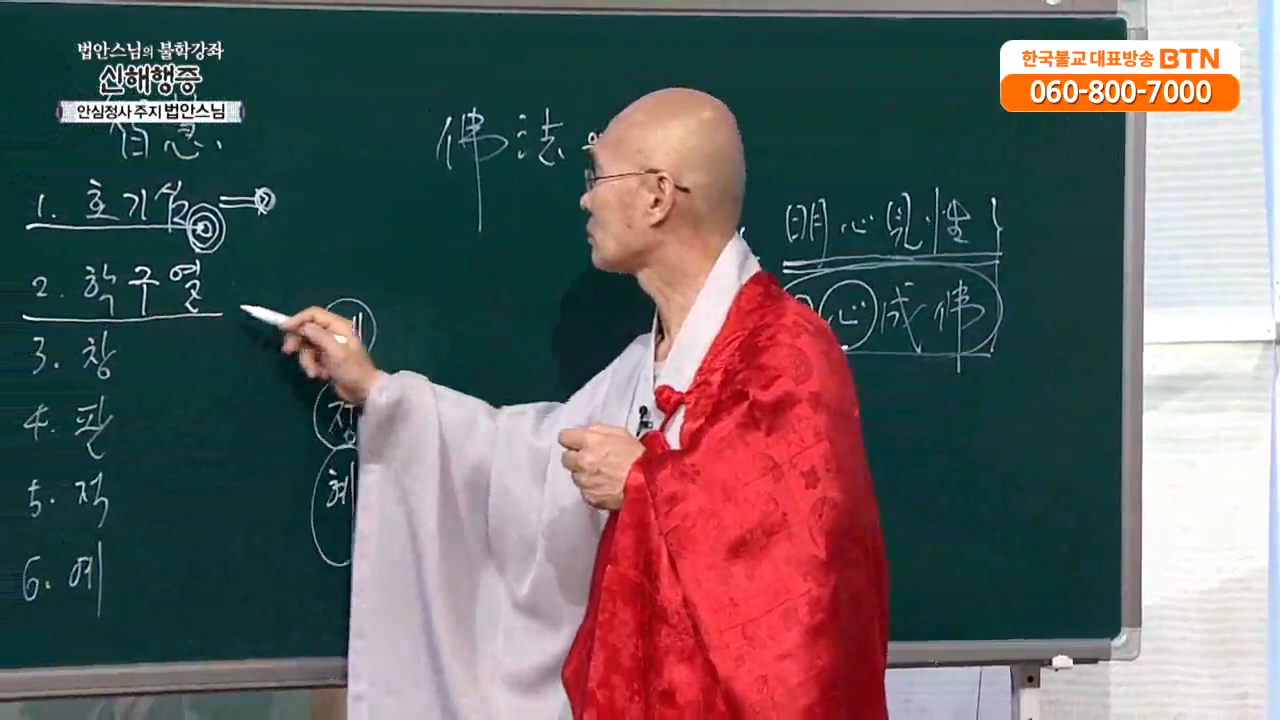 법안스님의 불학강좌
신해행증
안심정사 주지 법안스님
한국불교 대표방송 BTN
060-800-7000
佛法
1. 호기심
2. 학구열
3. 창
4. 판
5. 적
6. 예
계
정
혜
明心見性
心成佛